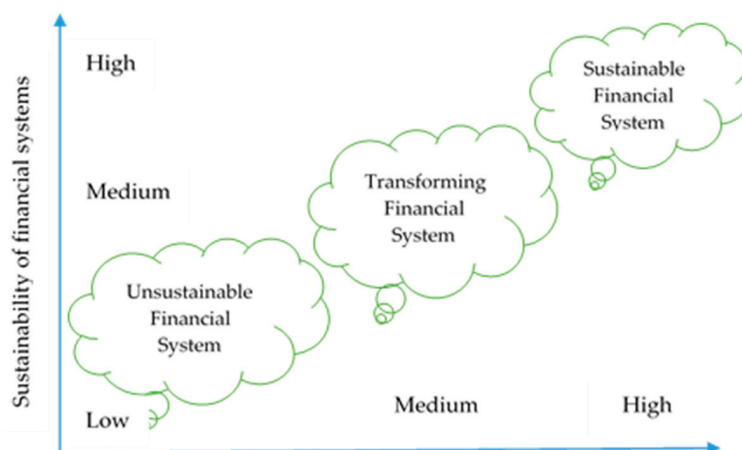 Sustainability of financial systems
High
Medium
Low
Sustainable
Financial
System
Transforming
Financial
System
Unsustainable
Financial
System
Medium
High